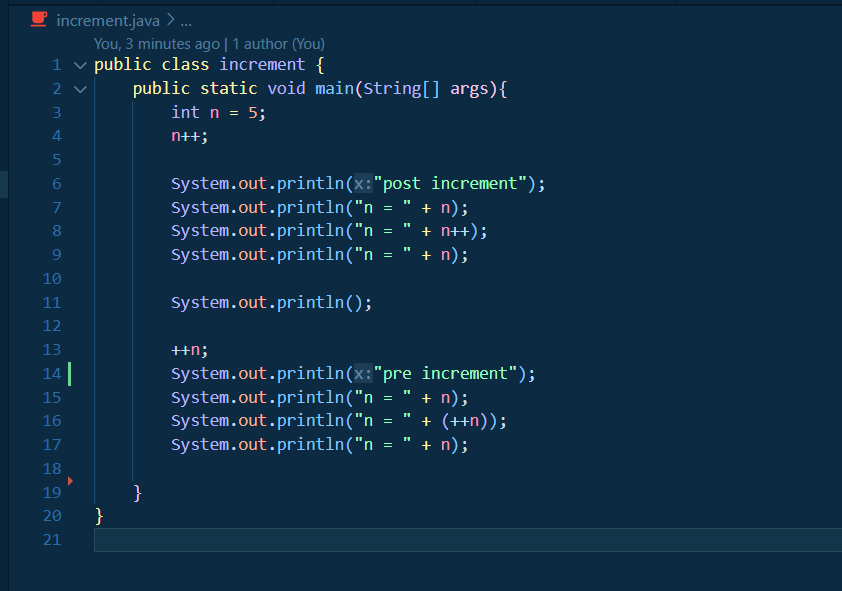 increment.java > ...
You, 3 minutes ago | 1 author (You)
1 public class increment {
2 public static void main(String[] args){
3 int n = 5;
4 n++;
5
6 System.out.println(x:"post increment");
7 System.out.println("n = " + n);
8 System.out.println("n = " + n++);
9 System.out.println("n = " + n);
10
11 System.out.println();
12
13 ++n;
14 System.out.println(x:"pre increment");
15 System.out.println("n = " + n);
16 System.out.println("n = " + (++n));
17 System.out.println("n = " + n);
18
19 }
20 }
21